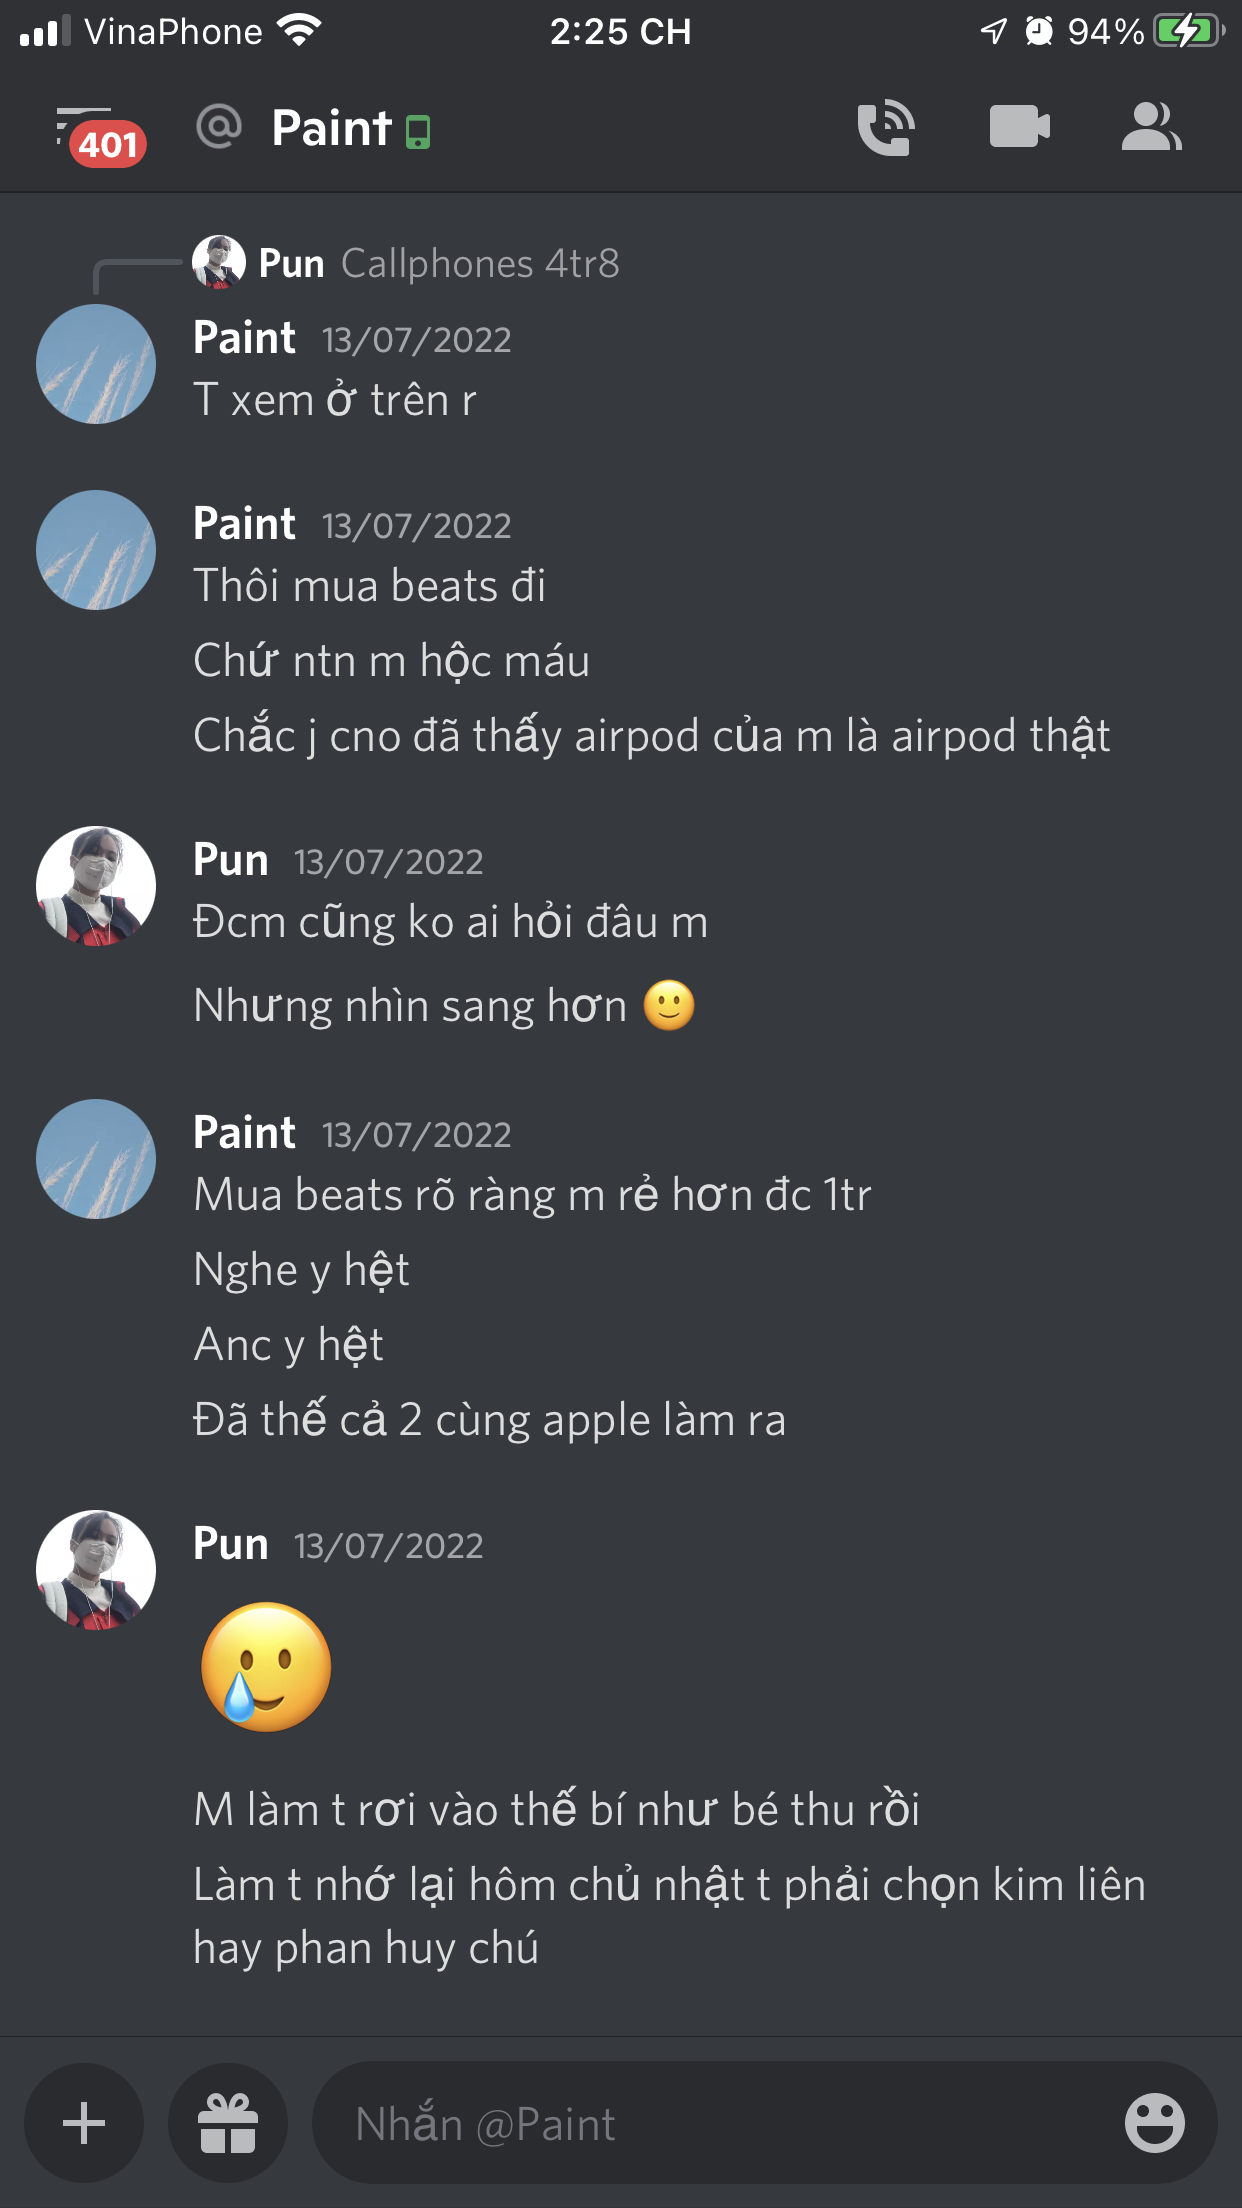 VinaPhone 2:25 CH 94%
401 Paint
Pun Callphones 4tr8
Paint 13/07/2022
T xem ở trên r
Paint 13/07/2022
Thôi mua beats đi
Chứ ntn m hộc máu
Chắc j cno đã thấy airpod của m là airpod thật
Pun 13/07/2022
Đcm cũng ko ai hỏi đâu m
Nhưng nhìn sang hơn 🙂
Paint 13/07/2022
Mua beats rõ ràng m rẻ hơn đc 1tr
Nghe y hệt
Anc y hệt
Đã thế cả 2 cùng apple làm ra
Pun 13/07/2022
🥲
M làm t rơi vào thế bí như bé thu rồi
Làm t nhớ lại hôm chủ nhật t phải chọn kim liên
hay phan huy chú
Nhắn @Paint